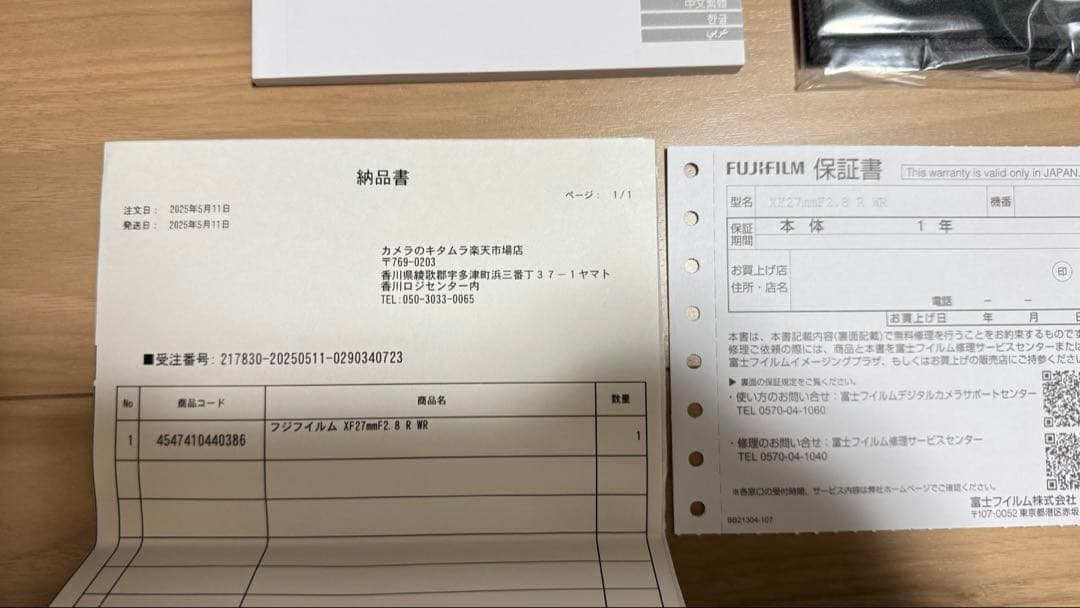 中文繁體
한글
عربي
納品書
ページ: 1/1
注文日: 2025年5月11日
発送日: 2025年5月11日
カメラのキタムラ楽天市場店
〒769-0203
香川県綾歌郡宇多津町浜三番丁37-1ヤマト
香川ロジセンター内
TEL:050-3033-0065
■受注番号: 217830-20250511-0290340723
No 商品コード 商品名 数量
1 4547410440386 フジフイルム XF27mmF2.8 R WR 1
FUJIFILM 保証書 This warranty is valid only in JAPAN.
型名 XF27mmF2.8 R WR 機番
保証期間 本体 1年
お買上げ店
住所・店名 印
電話 － －
お買上げ日 年 月 日
本書は、本書記載内容(裏面記載)で無料修理を行うことをお約束するものです
修理ご依頼の際には、商品と本書を富士フイルム修理サービスセンターまたは
富士フイルムイメージングプラザ、もしくはお買上げの販売店にご持参ください
▶ 裏面の保証規定をご覧ください。
・使い方のお問い合せ:富士フイルムデジタルカメラサポートセンター
TEL 0570-04-1060
・修理のお問い合せ:富士フイルム修理サービスセンター
TEL 0570-04-1040
※各窓口の受付時間、サービス内容は弊社ホームページでご確認ください。
富士フイルム株式会社
〒107-0052 東京都港区赤坂
BB21304-107